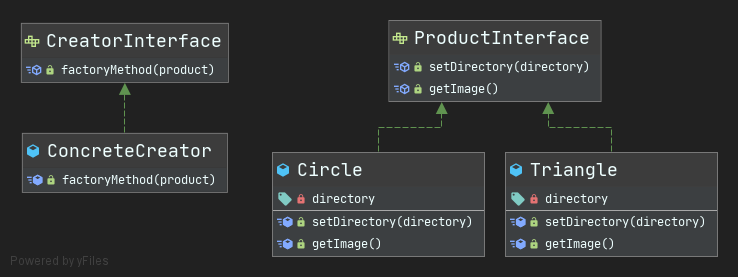 CreatorInterface
factoryMethod(product)
ConcreteCreator
factoryMethod(product)
ProductInterface
setDirectory(directory)
getImage()
Circle
directory
setDirectory(directory)
getImage()
Triangle
directory
setDirectory(directory)
getImage()
Powered by yFiles